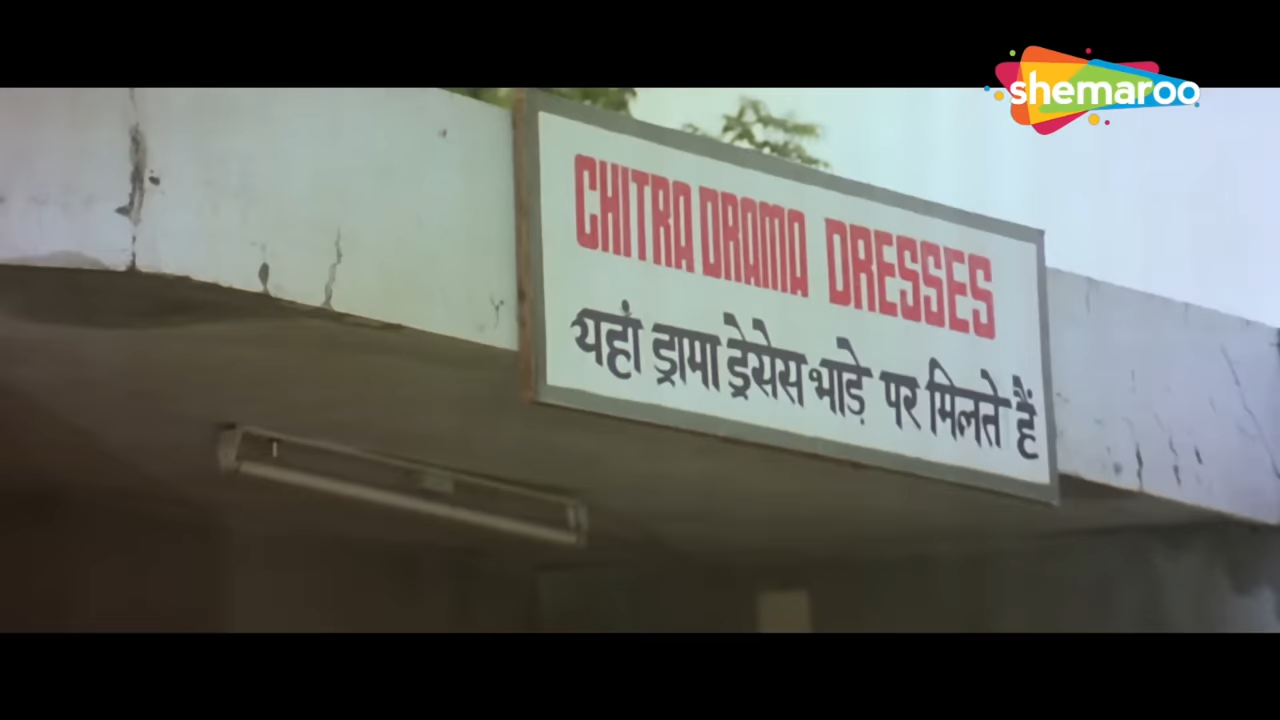 shemaroo
CHITRA DRAMA DRESSES
यहां ड्रामा ड्रेसेस भाड़े पर मिलते हैं